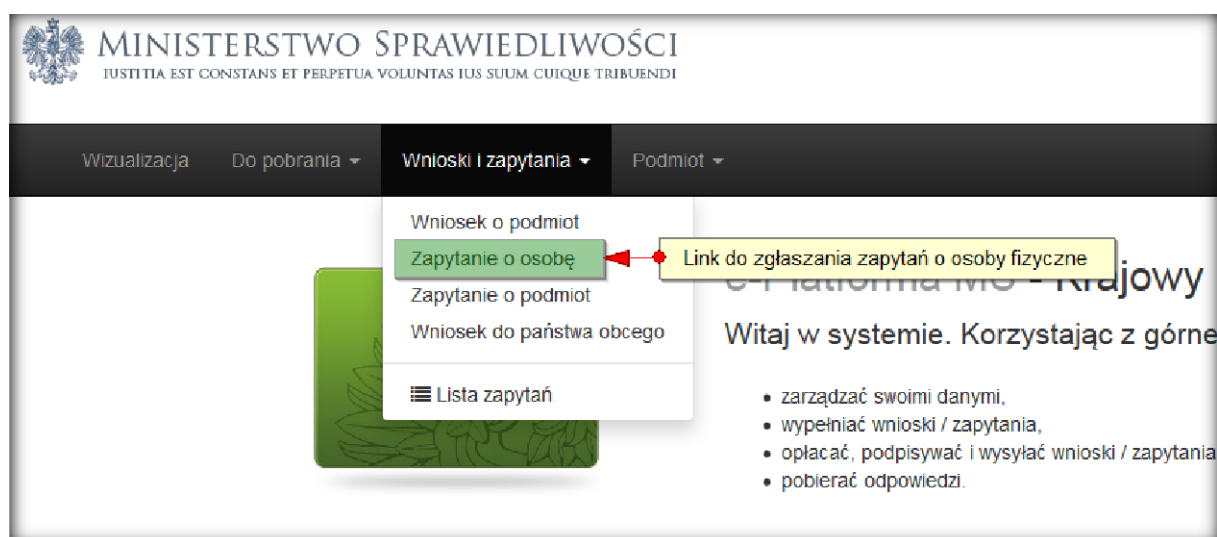 MINISTERSTWO SPRAWIEDLIWOŚCI
IUSTITIA EST CONSTANS ET PERPETUA VOLUNTAS IUS SUUM CUIQUE TRIBUENDI
Wizualizacja Do pobrania Wnioski i zapytania Podmiot
Wniosek o podmiot
Zapytanie o osobę
Link do zgłaszania zapytań o osoby fizyczne
Zapytanie o podmiot
Wniosek do państwa obcego
Lista zapytań
e-Platforma MS - Krajowy
Witaj w systemie. Korzystając z górne
• zarządzać swoimi danymi,
• wypełniać wnioski / zapytania,
• opłacać, podpisywać i wysyłać wnioski / zapytania
• pobierać odpowiedzi.